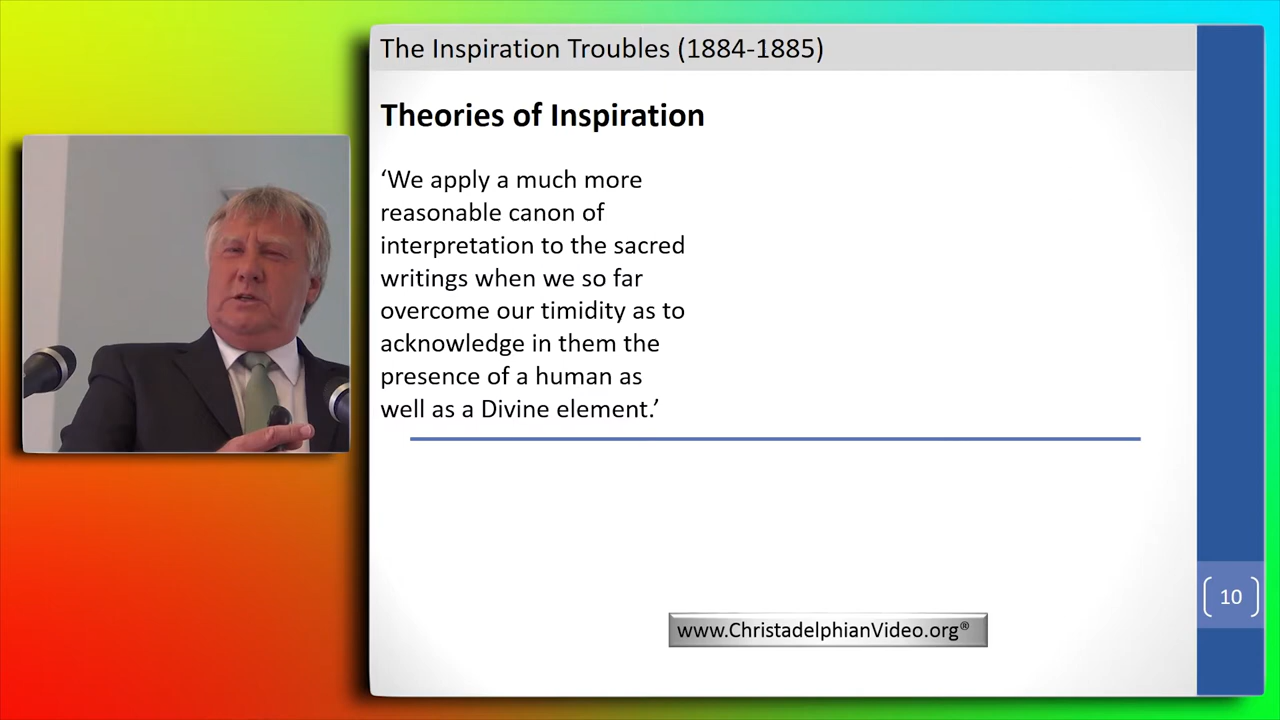 The Inspiration Troubles (1884-1885)
Theories of Inspiration
‘We apply a much more
reasonable canon of
interpretation to the sacred
writings when we so far
overcome our timidity as to
acknowledge in them the
presence of a human as
well as a Divine element.’
10
www.ChristadelphianVideo.org®